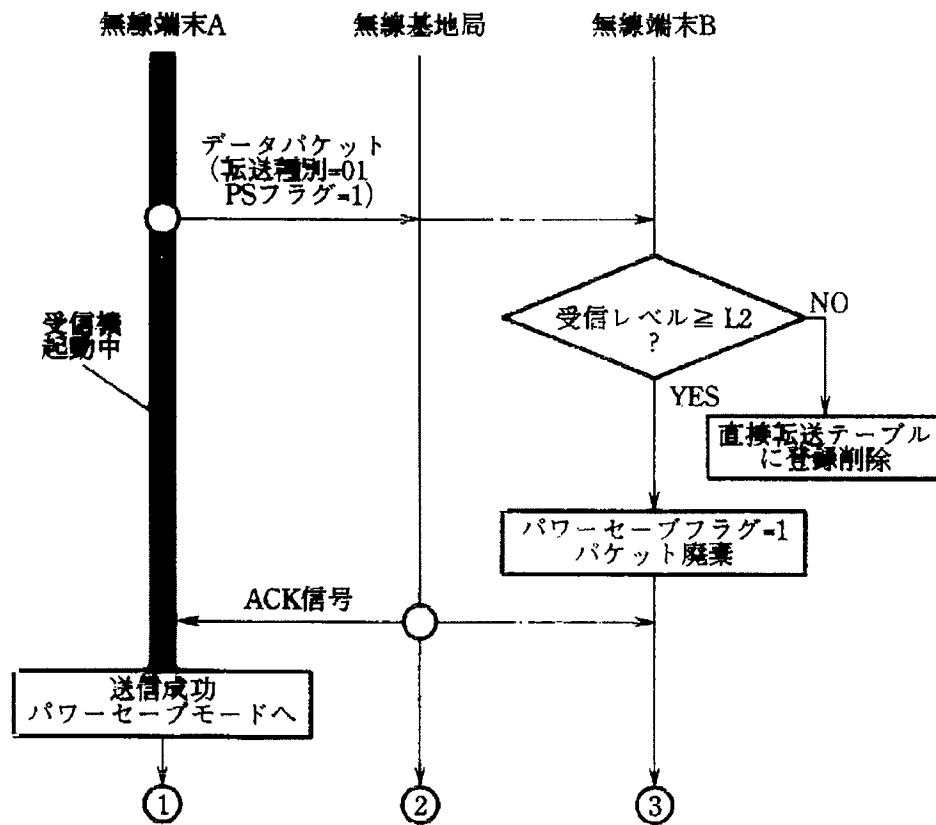 無線端末A
無線基地局
無線端末B
データパケット
(転送種別=01
PSフラグ=1)
受信レベル≧L2
?
NO
YES
受信機
起動中
直接転送テーブル
に登録削除
パワーセーブフラグ=1
パケット廃棄
ACK信号
送信成功
パワーセーブモードへ
①
②
③